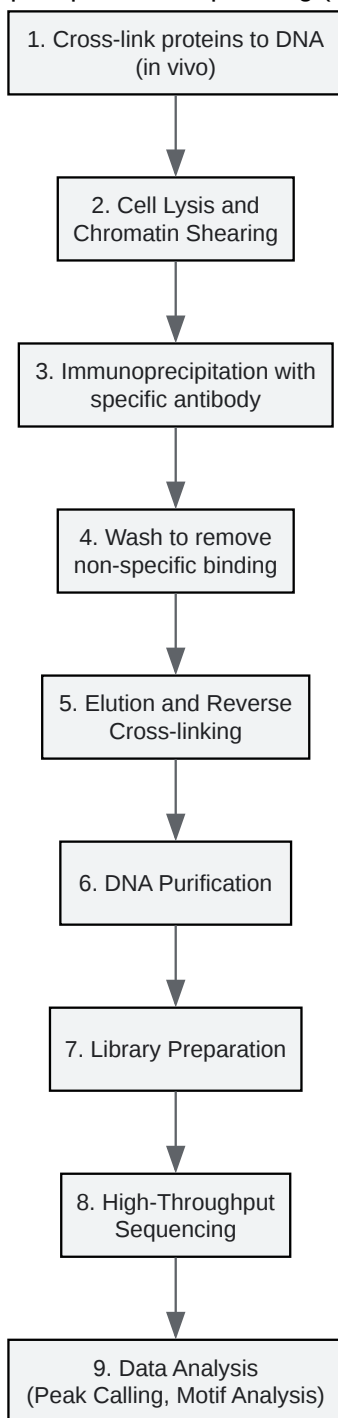 1. Cross-link proteins to DNA
(in vivo)
2. Cell Lysis and
Chromatin Shearing
3. Immunoprecipitation with
specific antibody
4. Wash to remove
non-specific binding
5. Elution and Reverse
Cross-linking
6. DNA Purification
7. Library Preparation
8. High-Throughput
Sequencing
9. Data Analysis
(Peak Calling, Motif Analysis)